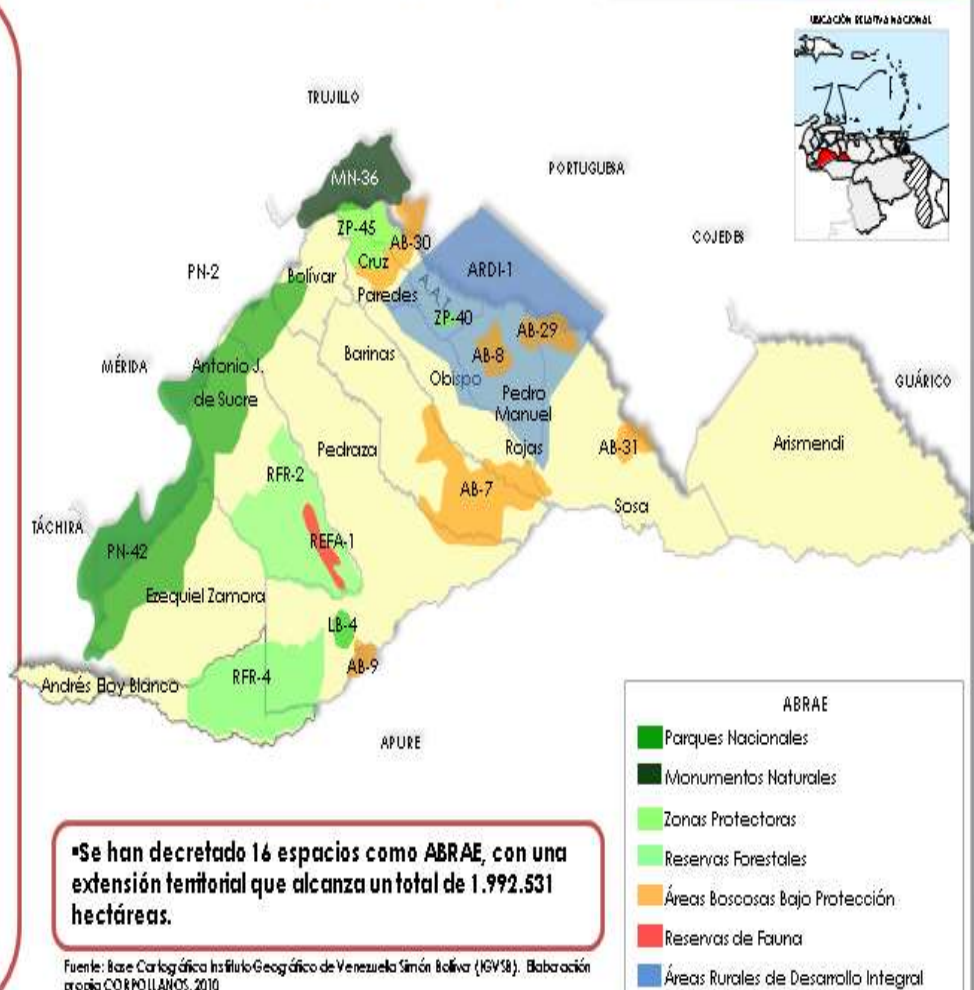 UBICACIÓN RELATIVA NACIONAL
TRUJILLO
PORTUGUESA
COJEDES
GUÁRICO
MN-36
ZP-45
AB-30
Cruz
Paredes
ARDI-1
PN-2
Bolívar
A.A.T.
ZP-40
AB-29
AB-8
MÉRIDA
Antonio J.
de Sucre
Barinas
Obispo
Pedro
Manuel
Rojas
AB-31
Arismendi
Pedraza
RFR-2
AB-7
Sosa
TÁCHIRA
PN-42
REFA-1
Ezequiel Zamora
LB-4
AB-9
RFR-4
Andrés Eloy Blanco
APURE
ABRAE
Parques Nacionales
Monumentos Naturales
Zonas Protectoras
Reservas Forestales
Áreas Boscosas Bajo Protección
Reservas de Fauna
Áreas Rurales de Desarrollo Integral
▪Se han decretado 16 espacios como ABRAE, con una
extensión territorial que alcanza un total de 1.992.531
hectáreas.
Fuente: Base Cartográfica Instituto Geográfico de Venezuela Simón Bolívar (IGVSB). Elaboración
propia CORPOLLANOS, 2010